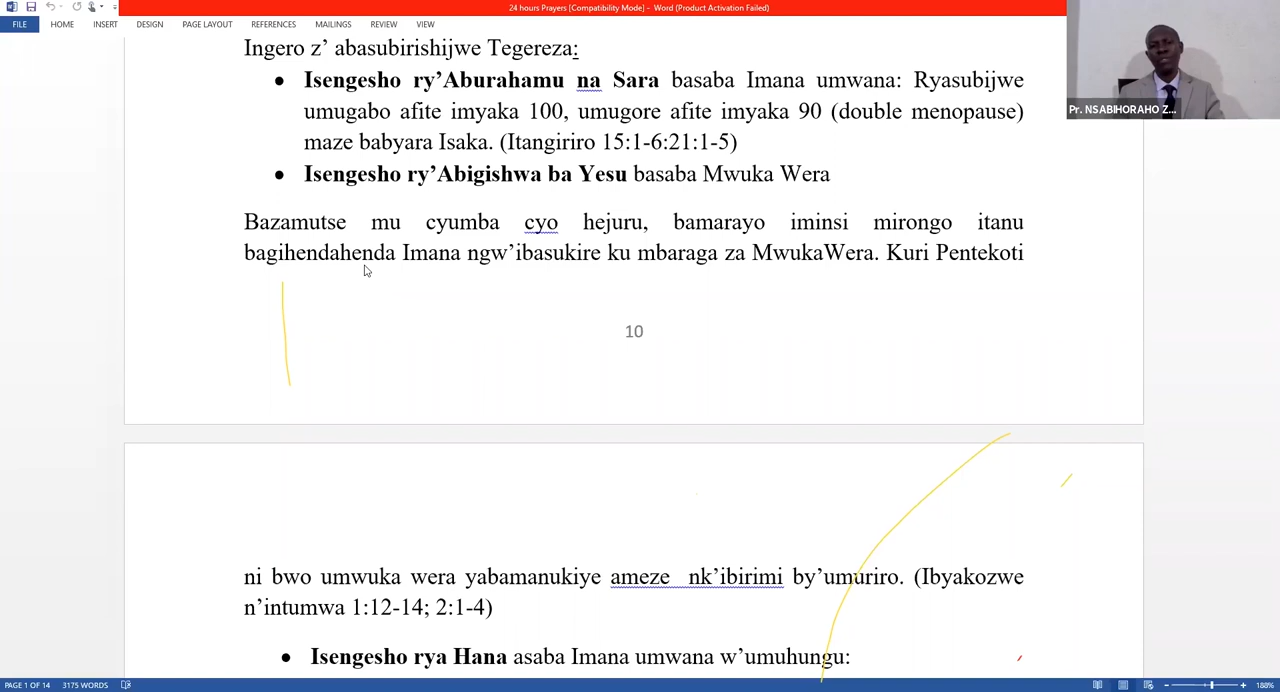 24 hours Prayers [Compatibility Mode] - Word (Product Activation Failed)
FILE HOME INSERT DESIGN PAGE LAYOUT REFERENCES MAILINGS REVIEW VIEW
Pr. NSABIHORAHO Z...
Ingero z’ abasubirishijwe Tegereza:
• Isengesho ry’Aburahamu na Sara basaba Imana umwana: Ryasubijwe
umugabo afite imyaka 100, umugore afite imyaka 90 (double menopause)
maze babyara Isaka. (Itangiriro 15:1-6:21:1-5)
• Isengesho ry’Abigishwa ba Yesu basaba Mwuka Wera
Bazamutse mu cyumba cyo hejuru, bamarayo iminsi mirongo itanu
bagihendahenda Imana ngw’ibasukire ku mbaraga za MwukaWera. Kuri Pentekoti
10
ni bwo umwuka wera yabamanukiye ameze nk’ibirimi by’umuriro. (Ibyakozwe
n’intumwa 1:12-14; 2:1-4)
• Isengesho rya Hana asaba Imana umwana w’umuhungu:
PAGE 1 OF 14 3175 WORDS 188%